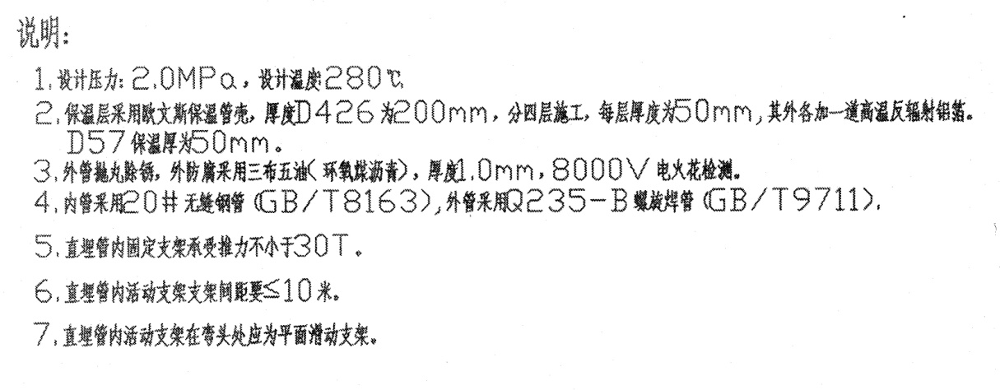 说明:
1.设计压力: 2.0MPa，设计温度280℃
2.保温层采用欧文斯保温管壳，厚度D426为200mm，分四层施工，每层厚度为50mm,其外各加一道高温反辐射铝箔。
D57保温厚为50mm。
3.外管抛丸除锈，外防腐采用三布五油(环氧煤沥青)，厚度1.0mm，8000V电火花检测。
4.内管采用20#无缝钢管(GB/T8163),外管采用Q235-B螺旋焊管(GB/T9711).
5.直埋管内固定支架承受推力不小于30T。
6.直埋管内活动支架支架间距要≤10米。
7.直埋管内活动支架在弯头处应为平面滑动支架。